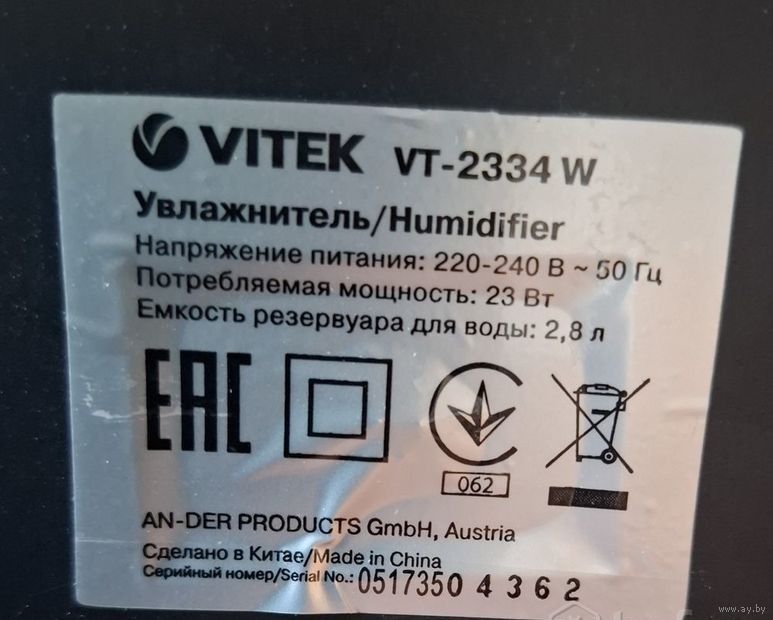 VITEK VT-2334 W
Увлажнитель/Humidifier
Напряжение питания: 220-240 В ~ 50 Гц
Потребляемая мощность: 23 Вт
Емкость резервуара для воды: 2,8 л
EAC
062
AN-DER PRODUCTS GmbH, Austria
Сделано в Китае/Made in China
Серийный номер/Serial No.: 0517350 4 3 6 2
www.ay.by